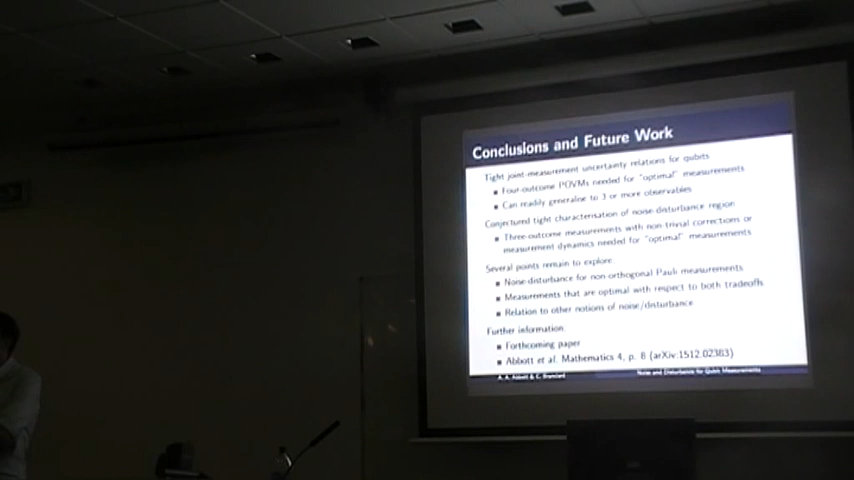 Conclusions and Future Work
Tight joint-measurement uncertainty relations for qubits
Four-outcome POVMs needed for "optimal" measurements
Can readily generalise to 3 or more observables
Conjectured tight characterisation of noise-disturbance region
Three-outcome measurements with non-trivial corrections or
measurement dynamics needed for "optimal" measurements
Several points remain to explore
Noise-disturbance for non-orthogonal Pauli measurements
Measurements that are optimal with respect to both tradeoffs
Relation to other notions of noise/disturbance
Further information
Forthcoming paper
Abbott et al. Mathematics 4, p. 8 (arXiv:1512.02383)
A. A. Abbott & C. Branciard
Noise and Disturbance for Qubit Measurements